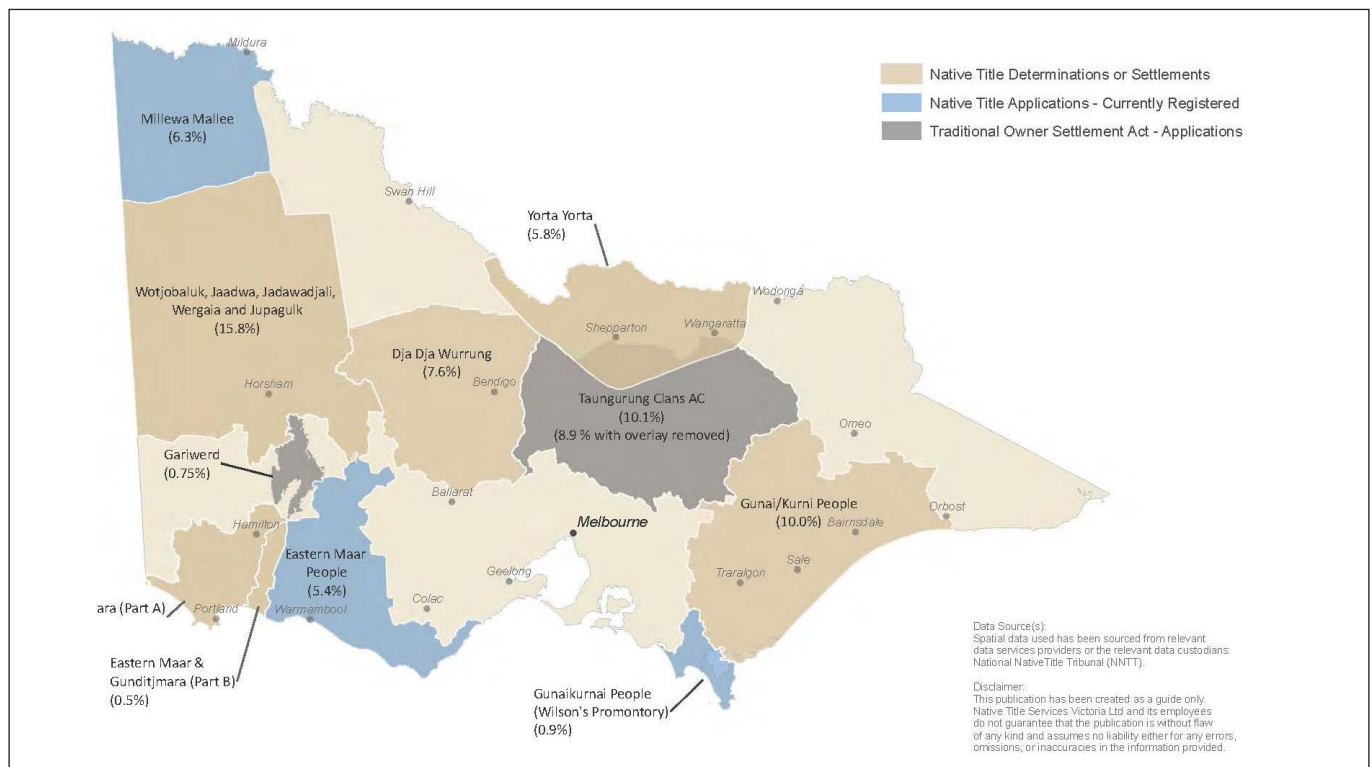 Mildura
Native Title Determinations or Settlements
Native Title Applications - Currently Registered
Traditional Owner Settlement Act - Applications
Millewa Mallee
(6.3%)
Swan Hill
Yorta Yorta
(5.8%)
Wodonga
Wotjobaluk, Jaadwa, Jadawadjali,
Wergaia and Jupagulk
(15.8%)
Shepparton
Wangaratta
Dja Dja Wurrung
(7.6%)
Bendigo
Horsham
Taungurung Clans AC
(10.1%)
(8.9 % with overlay removed)
Omeo
Gariwerd
(0.75%)
Ballarat
Melbourne
Gunai/Kurni People
(10.0%)
Bairnsdale
Orbost
Hamilton
Eastern Maar
People
(5.4%)
Geelong
Colac
Traralgon
Sale
ara (Part A)
Portland
Warrnambool
Eastern Maar &
Gunditjmara (Part B)
(0.5%)
Gunaikurnai People
(Wilson's Promontory)
(0.9%)
Data Source(s):
Spatial data used has been sourced from relevant
data services providers or the relevant data custodians:
National NativeTitle Tribunal (NNTT).
Disclaimer:
This publication has been created as a guide only.
Native Title Services Victoria Ltd and its employees
do not guarantee that the publication is without flaw
of any kind and assumes no liability either for any errors,
omissions, or inaccuracies in the information provided.